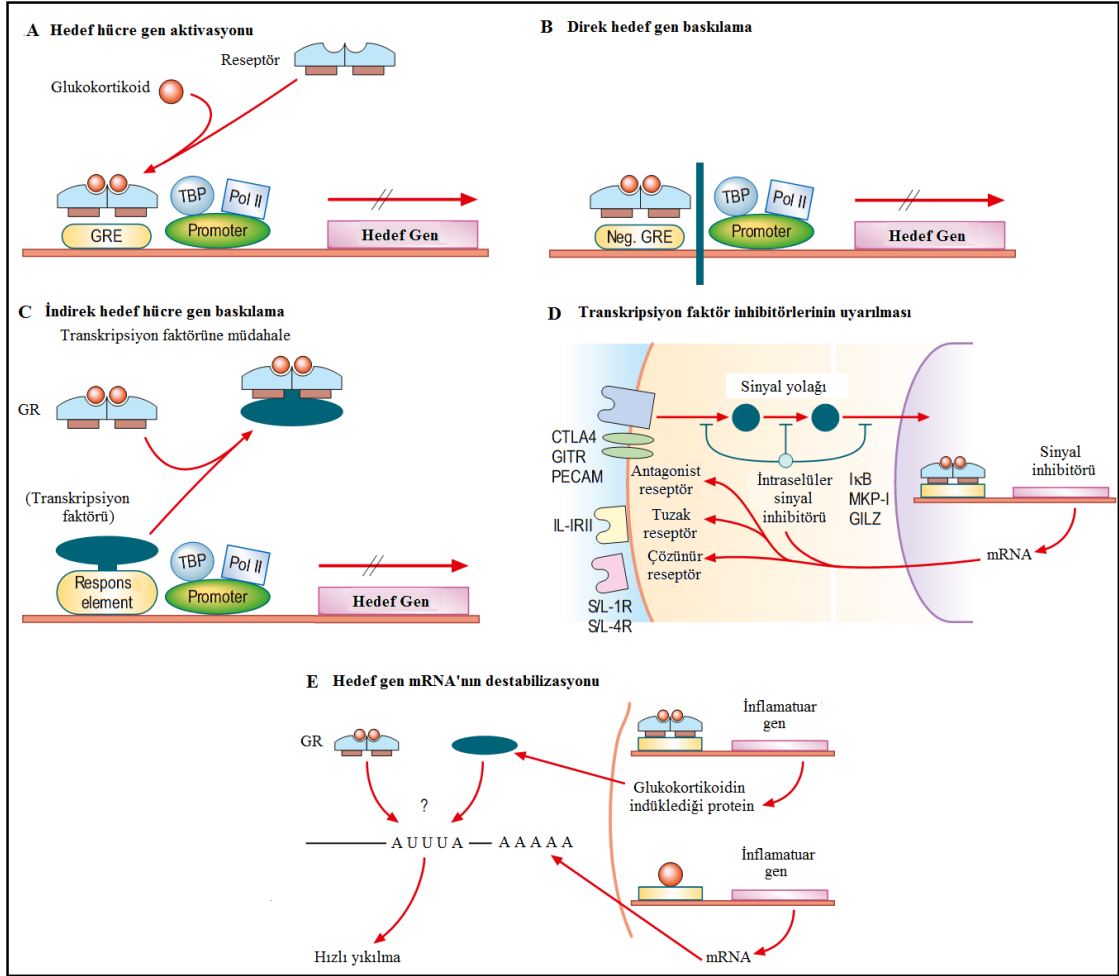 A Hedef hücre gen aktivasyonu
Reseptör
Glukokortikoid
TBP
Pol II
GRE
Promoter
Hedef Gen
B Direk hedef gen baskılama
TBP
Pol II
Neg. GRE
Promoter
Hedef Gen
C İndirek hedef hücre gen baskılama
Transkripsiyon faktörüne müdahale
GR
(Transkripsiyon
faktörü)
TBP
Pol II
Respons
element
Promoter
Hedef Gen
D Transkripsiyon faktör inhibitörlerinin uyarılması
Sinyal yolağı
CTLA4
GITR
PECAM
Antagonist
reseptör
İntraselüler
sinyal
inhibitörü
IκB
MKP-I
GILZ
Sinyal
inhibitörü
IL-IRII
Tuzak
reseptör
mRNA
Çözünür
reseptör
S/L-1R
S/L-4R
E Hedef gen mRNA'nın destabilizasyonu
GR
İnflamatuar
gen
Glukokortikoidin
indüklediği protein
?
A U U U A
A A A A A
İnflamatuar
gen
Hızlı yıkılma
mRNA